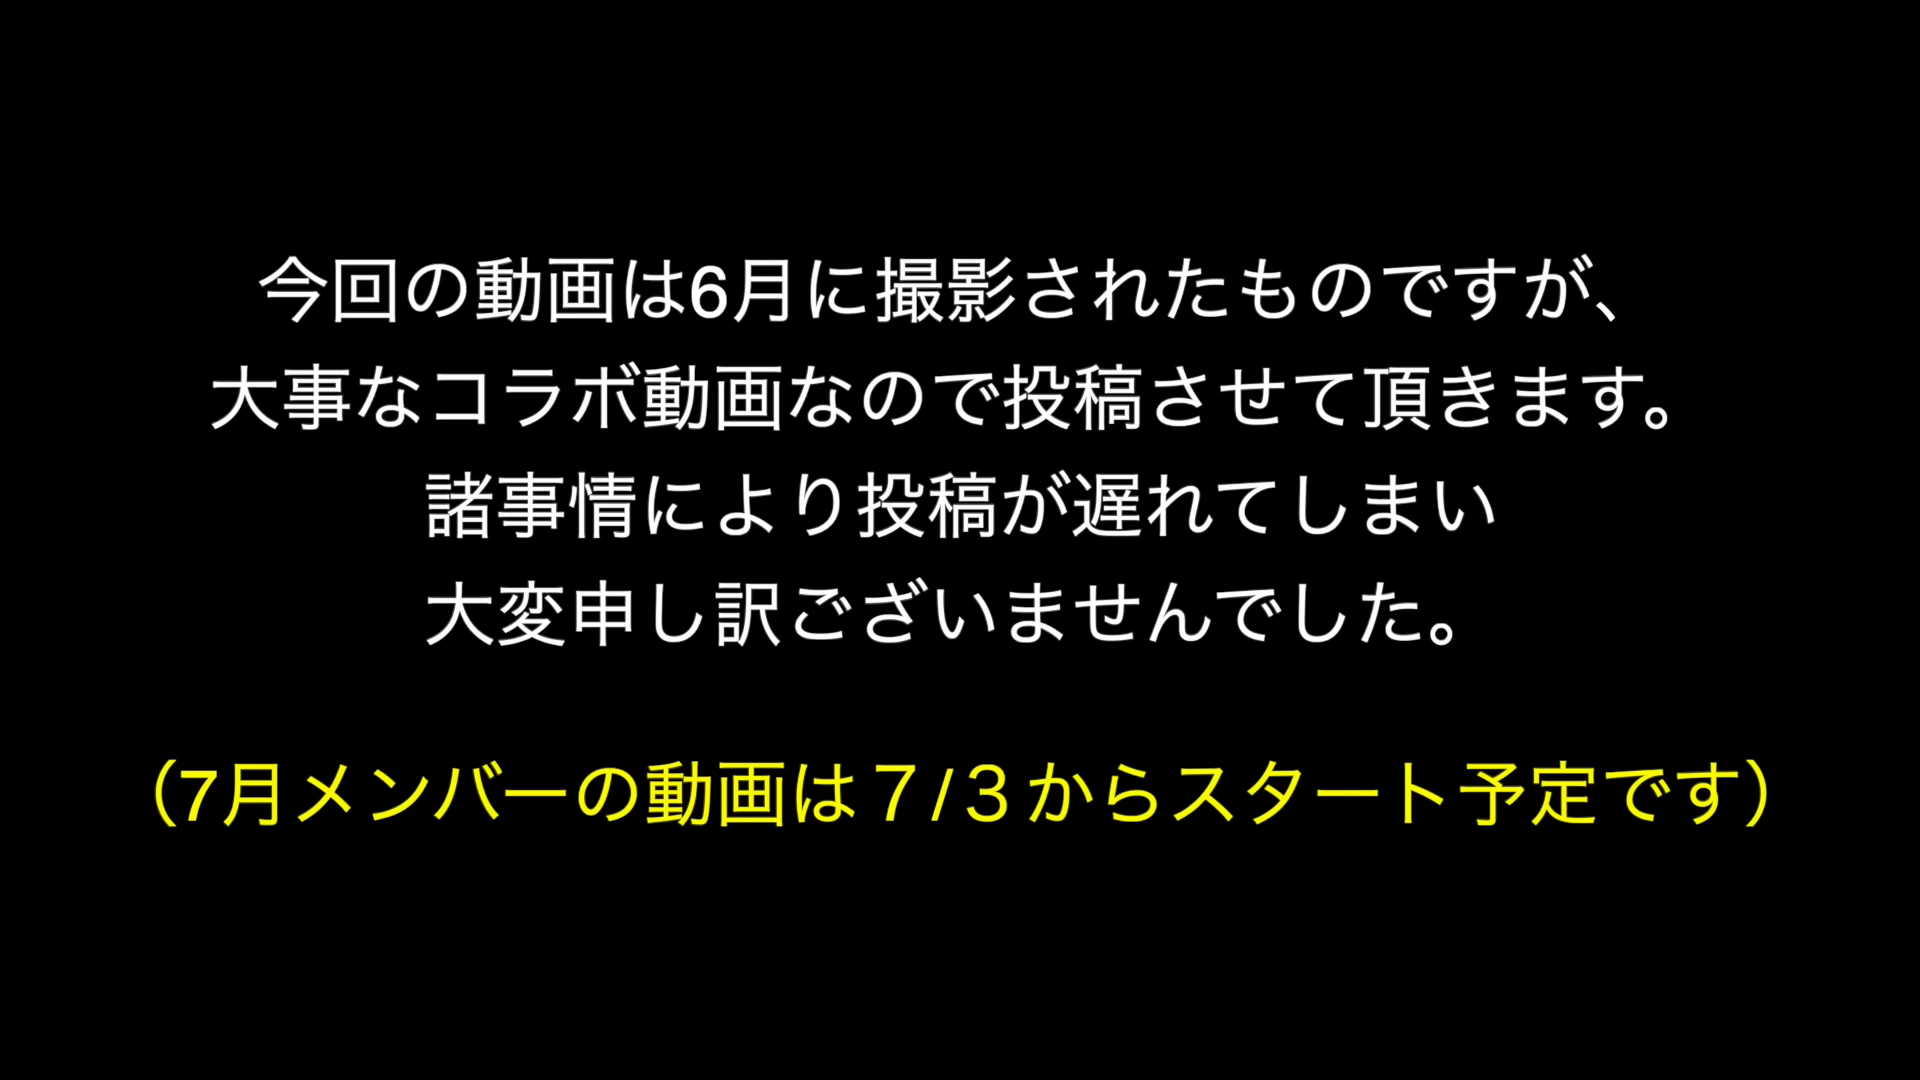 今回の動画は6月に撮影されたものですが、
大事なコラボ動画なので投稿させて頂きます。
諸事情により投稿が遅れてしまい
大変申し訳ございませんでした。
（7月メンバーの動画は７/３からスタート予定です）